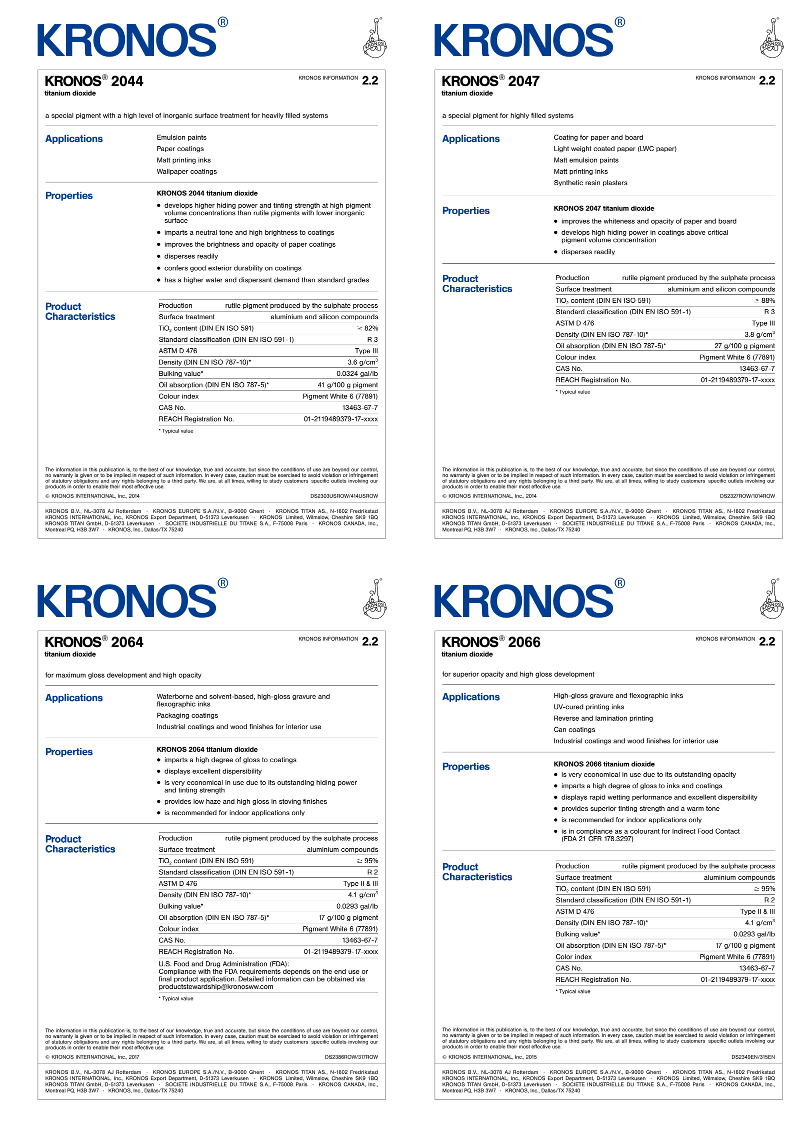 KRONOS®
KRONOS® 2044
KRONOS INFORMATION 2.2
titanium dioxide
a special pigment with a high level of inorganic surface treatment for heavily filled systems
Applications
Emulsion paints
Paper coatings
Matt printing inks
Wallpaper coatings
Properties
KRONOS 2044 titanium dioxide
● develops higher hiding power and tinting strength at high pigment
volume concentrations than rutile pigments with lower inorganic
surface
● imparts a neutral tone and high brightness to coatings
● improves the brightness and opacity of paper coatings
● disperses readily
● confers good exterior durability on coatings
● has a higher water and dispersant demand than standard grades
Product
Characteristics
Production rutile pigment produced by the sulphate process
Surface treatment aluminium and silicon compounds
TiO₂ content (DIN EN ISO 591) ≥ 82%
Standard classification (DIN EN ISO 591-1) R 3
ASTM D 476 Type III
Density (DIN EN ISO 787-10)* 3.6 g/cm³
Bulking value* 0.0324 gal/lb
Oil absorption (DIN EN ISO 787-5)* 41 g/100 g pigment
Colour index Pigment White 6 (77891)
CAS No. 13463-67-7
REACH Registration No. 01-2119489379-17-xxxx
* Typical value
The information in this publication is, to the best of our knowledge, true and accurate, but since the conditions of use are beyond our control,
no warranty is given or to be implied in respect of such information. In every case, caution must be exercised to avoid violation or infringement
of statutory obligations and any rights belonging to a third party. We are, at all times, willing to study customers' specific outlets involving our
products in order to enable their most effective use.
© KRONOS INTERNATIONAL, Inc., 2014 DS2303USROW/414USROW
KRONOS B.V., NL-3078 AJ Rotterdam · KRONOS EUROPE S.A./N.V., B-9000 Ghent · KRONOS TITAN AS., N-1602 Fredrikstad
KRONOS INTERNATIONAL, Inc., KRONOS Export Department, D-51373 Leverkusen · KRONOS Limited, Wilmslow, Cheshire SK9 1BQ
KRONOS TITAN GmbH, D-51373 Leverkusen · SOCIETE INDUSTRIELLE DU TITANE S.A., F-75008 Paris · KRONOS CANADA, Inc.,
Montreal PQ, H3B 3W7 · KRONOS, Inc., Dallas/TX 75240
KRONOS®
KRONOS® 2047
KRONOS INFORMATION 2.2
titanium dioxide
a special pigment for highly filled systems
Applications
Coating for paper and board
Light weight coated paper (LWC paper)
Matt emulsion paints
Matt printing inks
Synthetic resin plasters
Properties
KRONOS 2047 titanium dioxide
● improves the whiteness and opacity of paper and board
● develops high hiding power in coatings above critical
pigment volume concentration
● disperses readily
Product
Characteristics
Production rutile pigment produced by the sulphate process
Surface treatment aluminium and silicon compounds
TiO₂ content (DIN EN ISO 591) ≥ 88%
Standard classification (DIN EN ISO 591-1) R 3
ASTM D 476 Type III
Density (DIN EN ISO 787-10)* 3.8 g/cm³
Oil absorption (DIN EN ISO 787-5)* 27 g/100 g pigment
Colour index Pigment White 6 (77891)
CAS No. 13463-67-7
REACH Registration No. 01-2119489379-17-xxxx
* Typical value
The information in this publication is, to the best of our knowledge, true and accurate, but since the conditions of use are beyond our control,
no warranty is given or to be implied in respect of such information. In every case, caution must be exercised to avoid violation or infringement
of statutory obligations and any rights belonging to a third party. We are, at all times, willing to study customers' specific outlets involving our
products in order to enable their most effective use.
© KRONOS INTERNATIONAL, Inc., 2014 DS2327ROW/1014ROW
KRONOS B.V., NL-3078 AJ Rotterdam · KRONOS EUROPE S.A./N.V., B-9000 Ghent · KRONOS TITAN AS., N-1602 Fredrikstad
KRONOS INTERNATIONAL, Inc., KRONOS Export Department, D-51373 Leverkusen · KRONOS Limited, Wilmslow, Cheshire SK9 1BQ
KRONOS TITAN GmbH, D-51373 Leverkusen · SOCIETE INDUSTRIELLE DU TITANE S.A., F-75008 Paris · KRONOS CANADA, Inc.,
Montreal PQ, H3B 3W7 · KRONOS, Inc., Dallas/TX 75240
KRONOS®
KRONOS® 2064
KRONOS INFORMATION 2.2
titanium dioxide
for maximum gloss development and high opacity
Applications
Waterborne and solvent-based, high-gloss gravure and
flexographic inks
Packaging coatings
Industrial coatings and wood finishes for interior use
Properties
KRONOS 2064 titanium dioxide
● imparts a high degree of gloss to coatings
● displays excellent dispersibility
● is very economical in use due to its outstanding hiding power
and tinting strength
● provides low haze and high gloss in stoving finishes
● is recommended for indoor applications only
Product
Characteristics
Production rutile pigment produced by the sulphate process
Surface treatment aluminium compounds
TiO₂ content (DIN EN ISO 591) ≥ 95%
Standard classification (DIN EN ISO 591-1) R 2
ASTM D 476 Type II & III
Density (DIN EN ISO 787-10)* 4.1 g/cm³
Bulking value* 0.0293 gal/lb
Oil absorption (DIN EN ISO 787-5)* 17 g/100 g pigment
Colour index Pigment White 6 (77891)
CAS No. 13463-67-7
REACH Registration No. 01-2119489379-17-xxxx
U.S. Food and Drug Administration (FDA):
Compliance with the FDA requirements depends on the end use or
final product application. Detailed information can be obtained via
productstewardship@kronosww.com
* Typical value
The information in this publication is, to the best of our knowledge, true and accurate, but since the conditions of use are beyond our control,
no warranty is given or to be implied in respect of such information. In every case, caution must be exercised to avoid violation or infringement
of statutory obligations and any rights belonging to a third party. We are, at all times, willing to study customers' specific outlets involving our
products in order to enable their most effective use.
© KRONOS INTERNATIONAL, Inc., 2017 DS2386ROW/317ROW
KRONOS B.V., NL-3078 AJ Rotterdam · KRONOS EUROPE S.A./N.V., B-9000 Ghent · KRONOS TITAN AS., N-1602 Fredrikstad
KRONOS INTERNATIONAL, Inc., KRONOS Export Department, D-51373 Leverkusen · KRONOS Limited, Wilmslow, Cheshire SK9 1BQ
KRONOS TITAN GmbH, D-51373 Leverkusen · SOCIETE INDUSTRIELLE DU TITANE S.A., F-75008 Paris · KRONOS CANADA, Inc.,
Montreal PQ, H3B 3W7 · KRONOS, Inc., Dallas/TX 75240
KRONOS®
KRONOS® 2066
KRONOS INFORMATION 2.2
titanium dioxide
for superior opacity and high gloss development
Applications
High-gloss gravure and flexographic inks
UV-cured printing inks
Reverse and lamination printing
Can coatings
Industrial coatings and wood finishes for interior use
Properties
KRONOS 2066 titanium dioxide
● is very economical in use due to its outstanding opacity
● imparts a high degree of gloss to inks and coatings
● displays rapid wetting performance and excellent dispersibility
● provides superior tinting strength and a warm tone
● is recommended for indoor applications only
● is in compliance as a colourant for Indirect Food Contact
(FDA 21 CFR 178.3297)
Product
Characteristics
Production rutile pigment produced by the sulphate process
Surface treatment aluminium compounds
TiO₂ content (DIN EN ISO 591) ≥ 95%
Standard classification (DIN EN ISO 591-1) R 2
ASTM D 476 Type II & III
Density (DIN EN ISO 787-10)* 4.1 g/cm³
Bulking value* 0.0293 gal/lb
Oil absorption (DIN EN ISO 787-5)* 17 g/100 g pigment
Color index Pigment White 6 (77891)
CAS No. 13463-67-7
REACH Registration No. 01-2119489379-17-xxxx
* Typical value
The information in this publication is, to the best of our knowledge, true and accurate, but since the conditions of use are beyond our control,
no warranty is given or to be implied in respect of such information. In every case, caution must be exercised to avoid violation or infringement
of statutory obligations and any rights belonging to a third party. We are, at all times, willing to study customers' specific outlets involving our
products in order to enable their most effective use.
© KRONOS INTERNATIONAL, Inc., 2015 DS2349EN/315EN
KRONOS B.V., NL-3078 AJ Rotterdam · KRONOS EUROPE S.A./N.V., B-9000 Ghent · KRONOS TITAN AS., N-1602 Fredrikstad
KRONOS INTERNATIONAL, Inc., KRONOS Export Department, D-51373 Leverkusen · KRONOS Limited, Wilmslow, Cheshire SK9 1BQ
KRONOS TITAN GmbH, D-51373 Leverkusen · SOCIETE INDUSTRIELLE DU TITANE S.A., F-75008 Paris · KRONOS CANADA, Inc.,
Montreal PQ, H3B 3W7 · KRONOS, Inc., Dallas/TX 75240